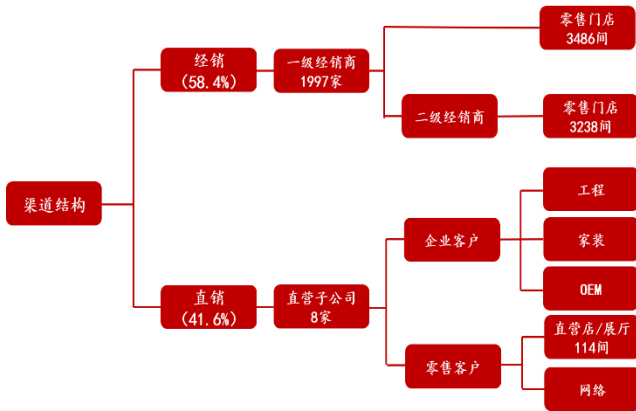 渠道结构
经销
(58.4%)
一级经销商
1997家
零售门店
3486间
二级经销商
零售门店
3238间
直销
(41.6%)
直营子公司
8家
企业客户
工程
家装
OEM
零售客户
直营店/展厅
114间
网络